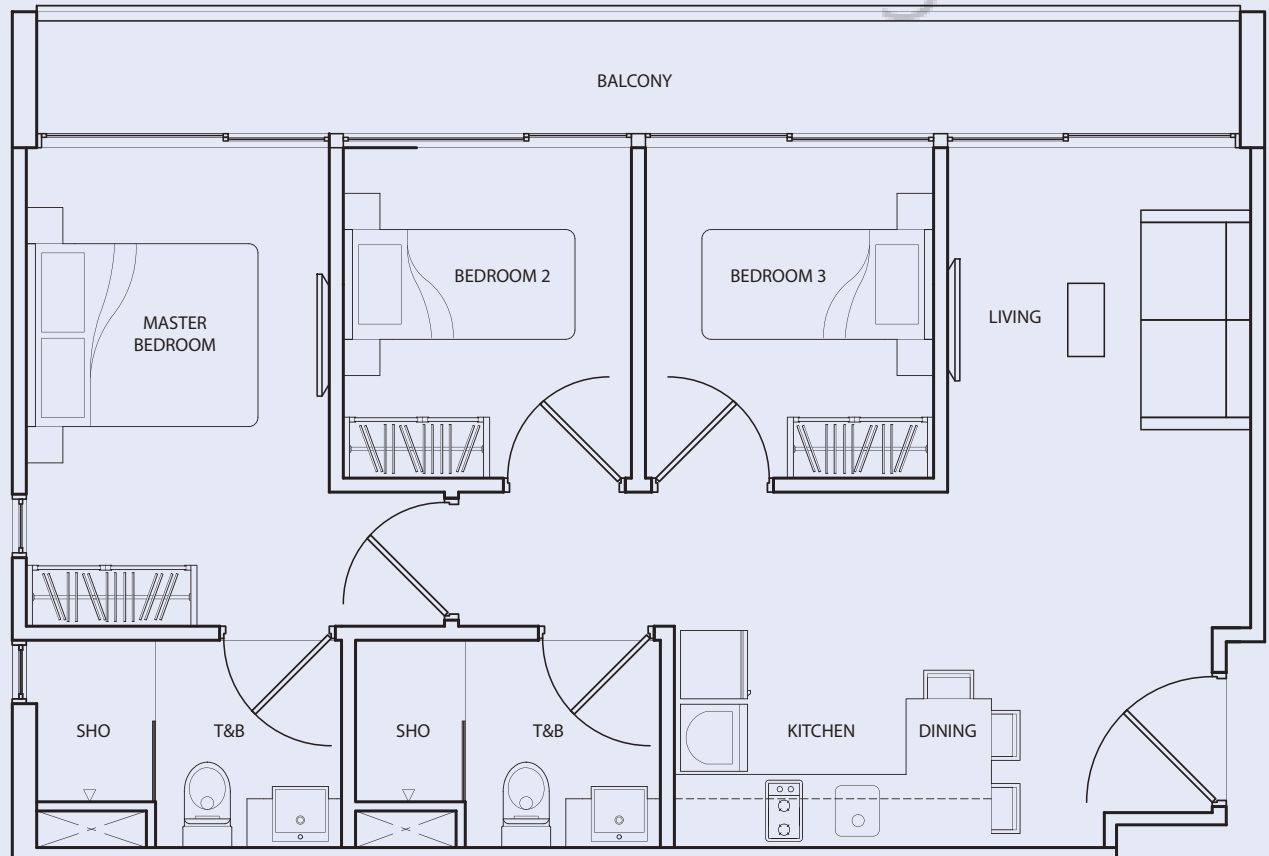 BALCONY
MASTER
BEDROOM
BEDROOM 2
BEDROOM 3
LIVING
SHO
T&B
SHO
T&B
KITCHEN
DINING